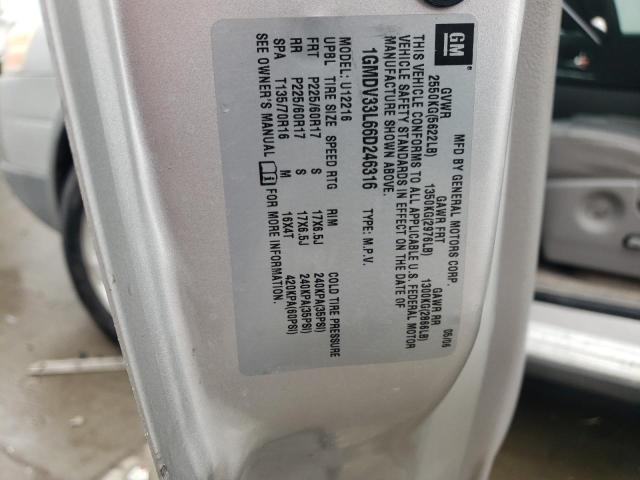 GM
MFD BY GENERAL MOTORS CORP. 05/06
GVWR GAWR FRT GAWR RR
2550KG(5622LB) 1350KG(2976LB) 1300KG(2866LB)
THIS VEHICLE CONFORMS TO ALL APPLICABLE U.S. FEDERAL MOTOR
VEHICLE SAFETY STANDARDS IN EFFECT ON THE DATE OF
MANUFACTURE SHOWN ABOVE.
1GMDV33L66D246316 TYPE: M.P.V.
MODEL: U12216
UPBL TIRE SIZE SPEED RTG RIM COLD TIRE PRESSURE
FRT P225/60R17 S 17X6.5J 240KPA(35PSI)
RR P225/60R17 S 17X6.5J 240KPA(35PSI)
SPA T135/70R16 M 16X4T 420KPA(60PSI)
SEE OWNER'S MANUAL FOR MORE INFORMATION.